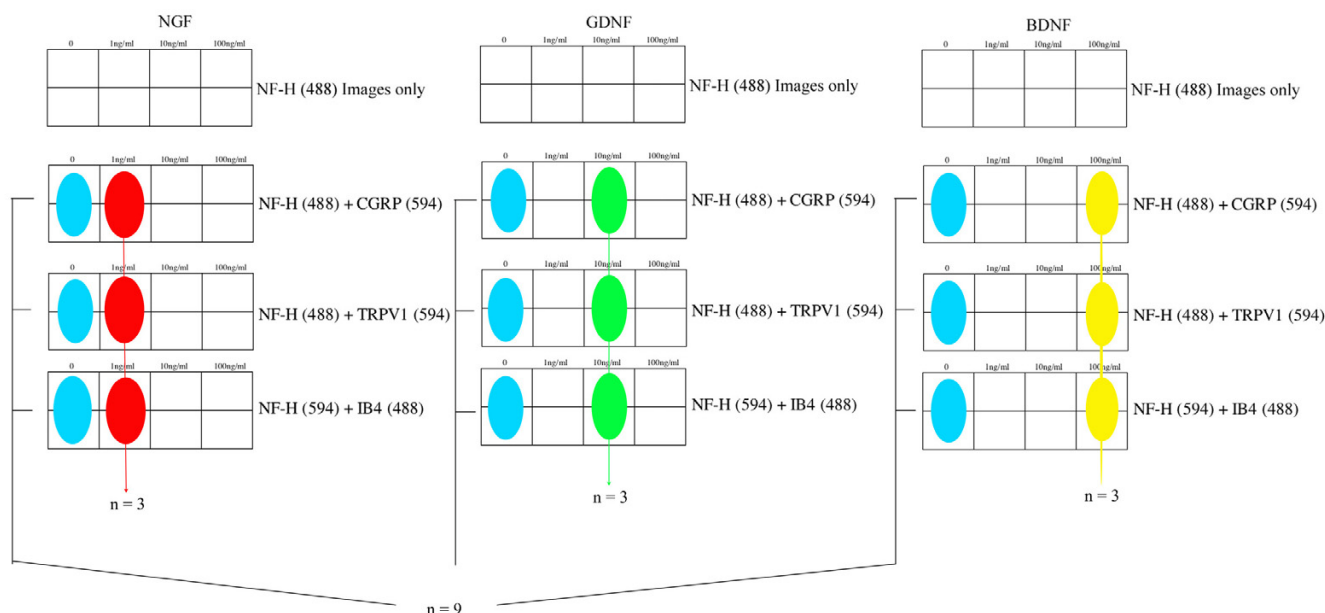 NGF
0 1ng/ml 10ng/ml 100ng/ml
NF-H (488) Images only
0 1ng/ml 10ng/ml 100ng/ml
NF-H (488) + CGRP (594)
0 1ng/ml 10ng/ml 100ng/ml
NF-H (488) + TRPV1 (594)
0 1ng/ml 10ng/ml 100ng/ml
NF-H (594) + IB4 (488)
n = 3
GDNF
0 1ng/ml 10ng/ml 100ng/ml
NF-H (488) Images only
0 1ng/ml 10ng/ml 100ng/ml
NF-H (488) + CGRP (594)
0 1ng/ml 10ng/ml 100ng/ml
NF-H (488) + TRPV1 (594)
0 1ng/ml 10ng/ml 100ng/ml
NF-H (594) + IB4 (488)
n = 3
BDNF
0 1ng/ml 10ng/ml 100ng/ml
NF-H (488) Images only
0 1ng/ml 10ng/ml 100ng/ml
NF-H (488) + CGRP (594)
0 1ng/ml 10ng/ml 100ng/ml
NF-H (488) + TRPV1 (594)
0 1ng/ml 10ng/ml 100ng/ml
NF-H (594) + IB4 (488)
n = 3
n = 9